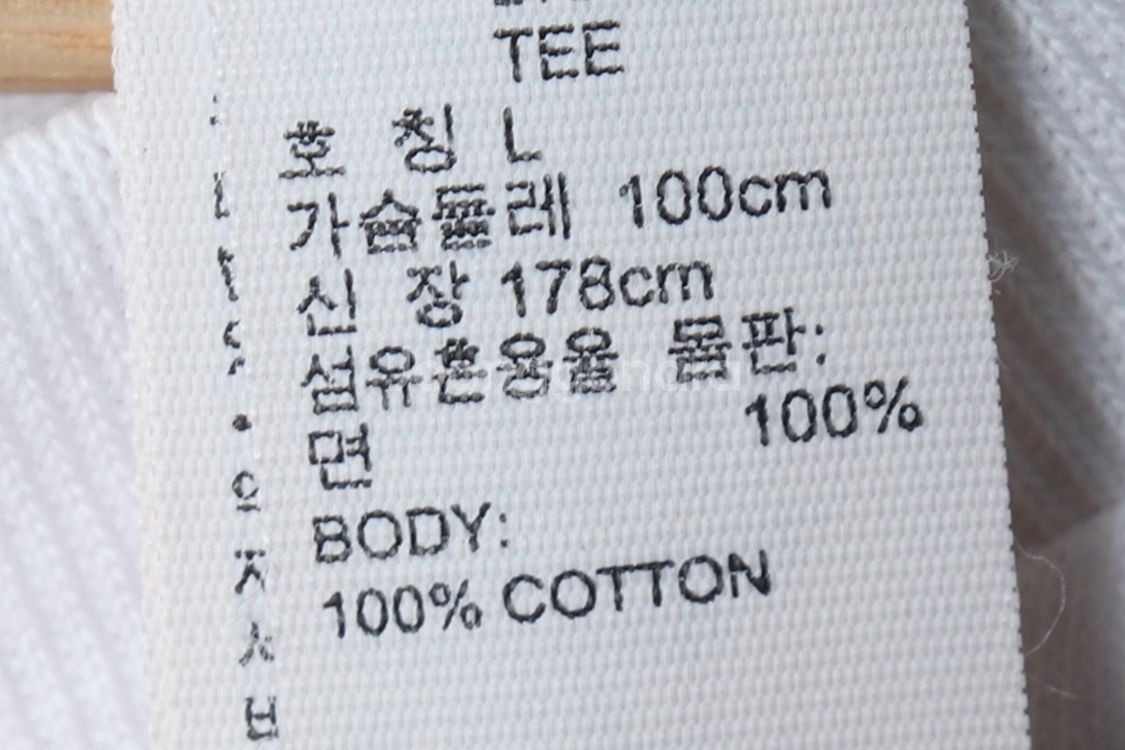 TEE
호 칭 L
가슴둘레 100cm
신 장 178cm
섬유혼용율 몸판:
면 100%
BODY:
100% COTTON